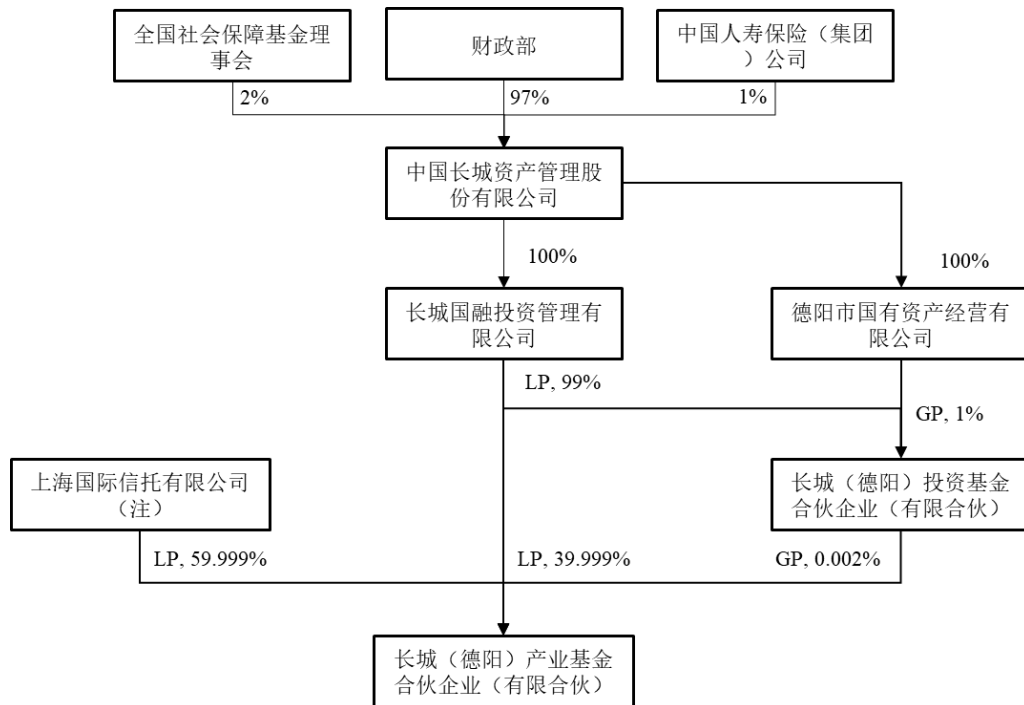 全国社会保障基金理
事会
财政部
中国人寿保险（集团
）公司
2%
97%
1%
中国长城资产管理股
份有限公司
100%
100%
长城国融投资管理有
限公司
德阳市国有资产经营有
限公司
LP, 99%
GP, 1%
上海国际信托有限公司
（注）
长城（德阳）投资基金
合伙企业（有限合伙）
LP, 59.999%
LP, 39.999%
GP, 0.002%
长城（德阳）产业基金
合伙企业（有限合伙）